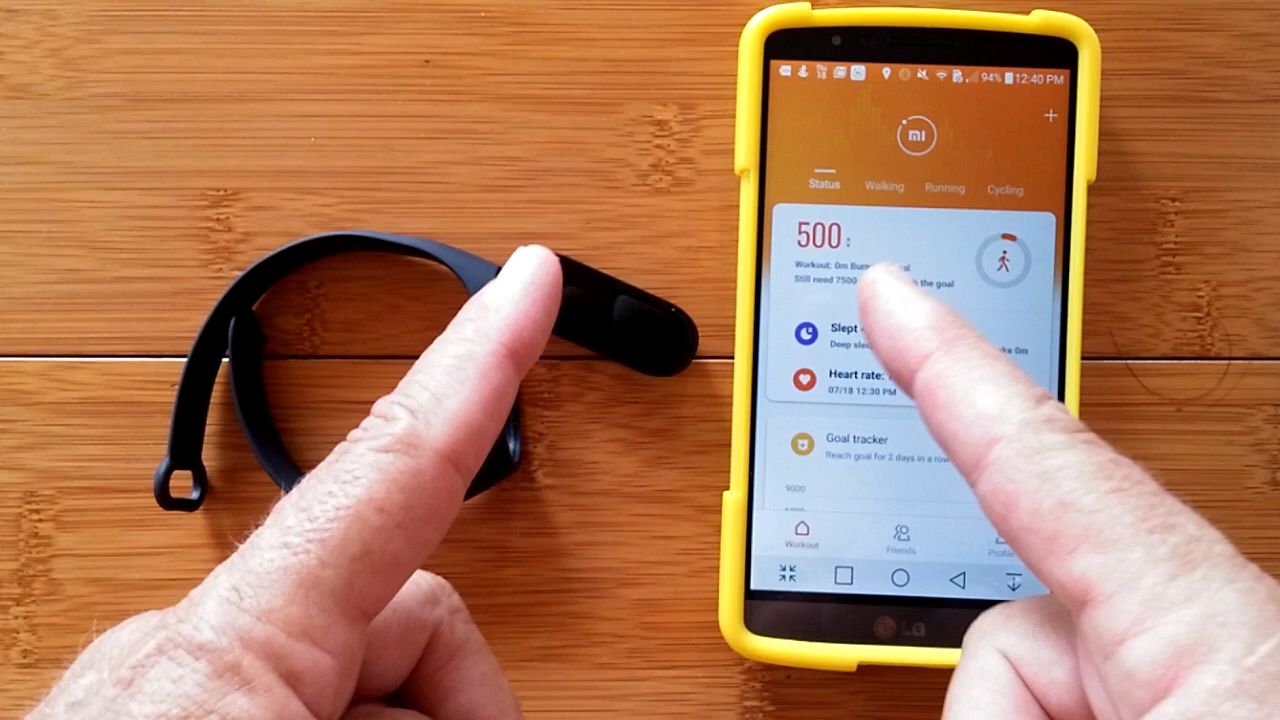 94% 12:40 PM
mi
Status Walking Running Cycling
500
Workout: 0m
Still need 7500 the goal
Slept
Deep 0m
Heart rate:
07/18 12:30 PM
Goal tracker
Reach goal for 2 days in a row
9000
Workout Friends
LG